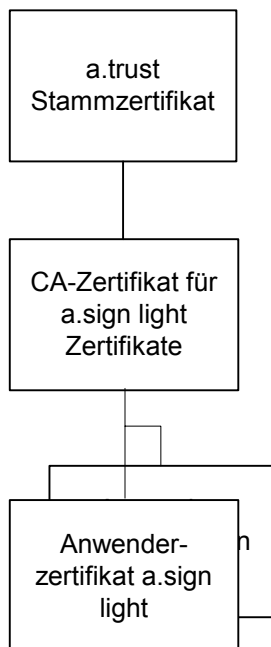 a.trust
Stammzertifikat
CA-Zertifikat für
a.sign light
Zertifikate
Anwender-
zertifikat a.sign
light